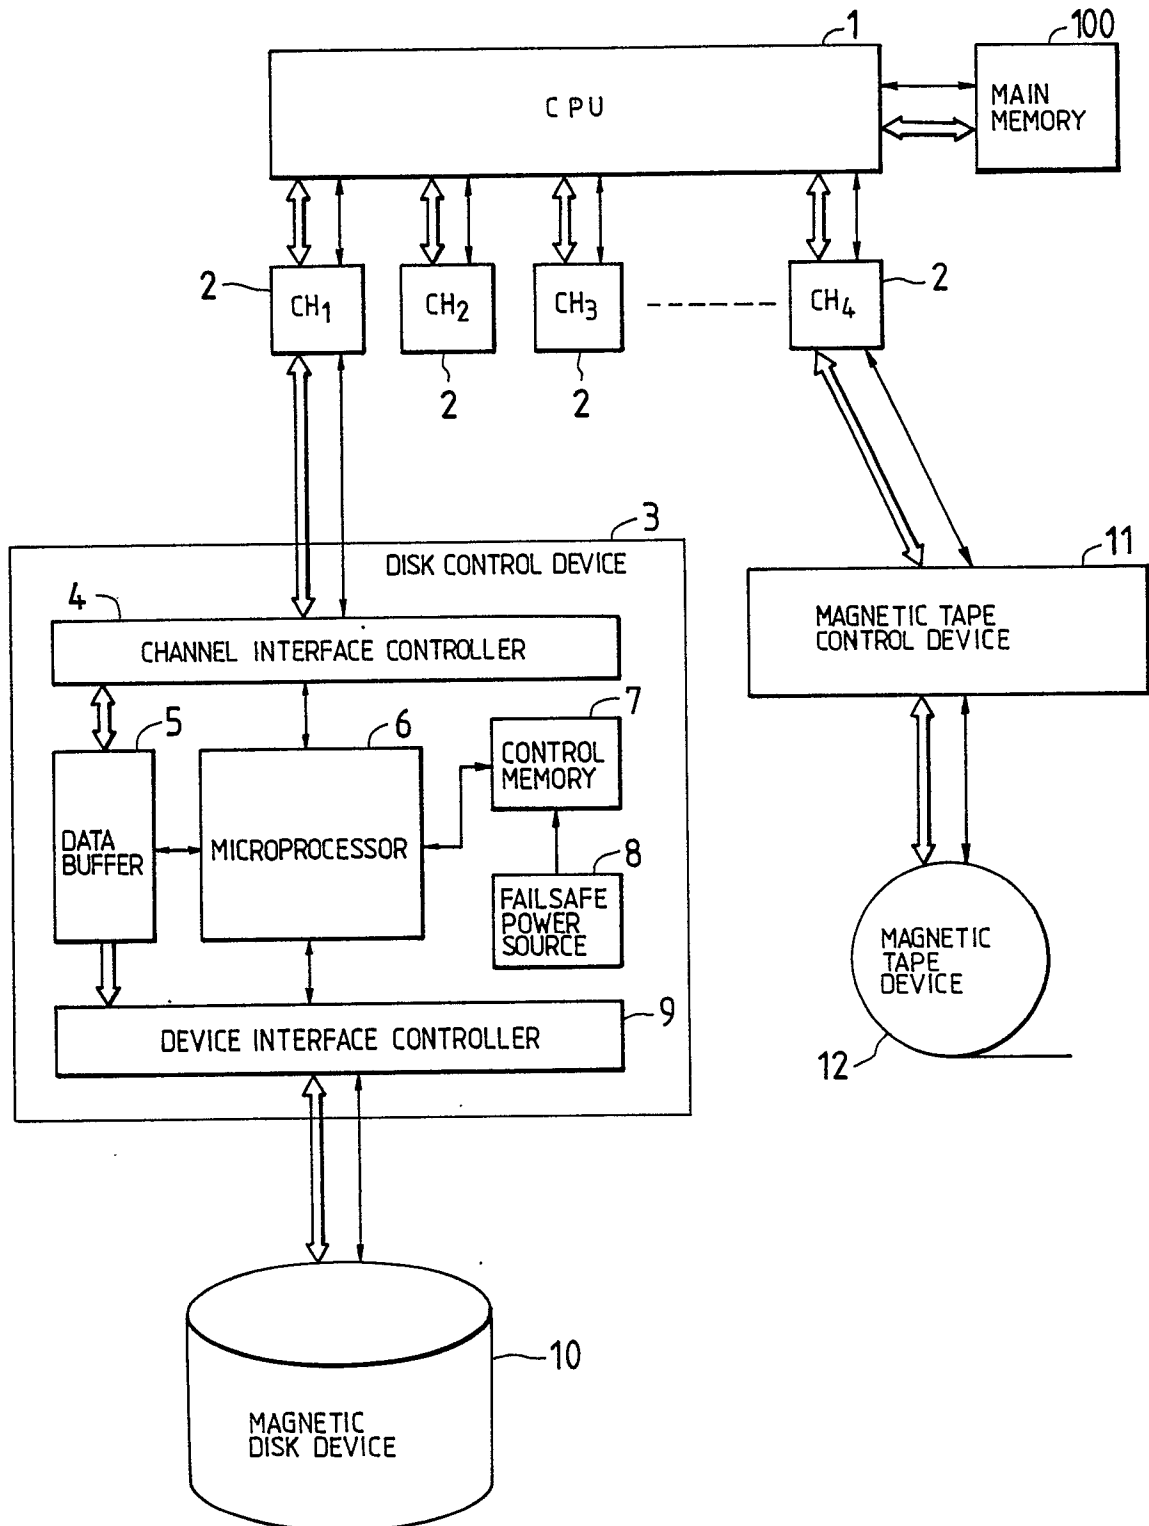 1
100
CPU
MAIN
MEMORY
2
CH1
CH2
CH3
CH4
2
2
2
3
DISK CONTROL DEVICE
11
4
MAGNETIC TAPE
CONTROL DEVICE
CHANNEL INTERFACE CONTROLLER
5
6
7
CONTROL
MEMORY
DATA
BUFFER
MICROPROCESSOR
8
FAILSAFE
POWER
SOURCE
MAGNETIC
TAPE
DEVICE
9
DEVICE INTERFACE CONTROLLER
12
10
MAGNETIC
DISK DEVICE